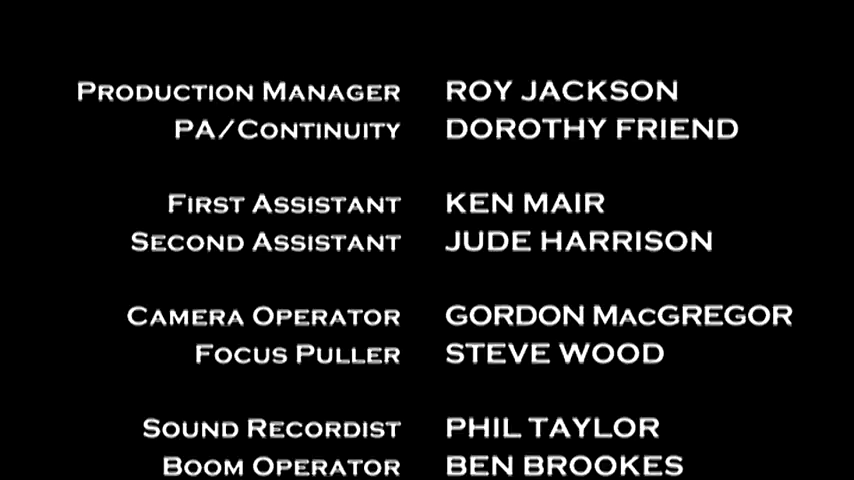 Production Manager ROY JACKSON
PA/Continuity DOROTHY FRIEND
First Assistant KEN MAIR
Second Assistant JUDE HARRISON
Camera Operator GORDON MacGREGOR
Focus Puller STEVE WOOD
Sound Recordist PHIL TAYLOR
Boom Operator BEN BROOKES